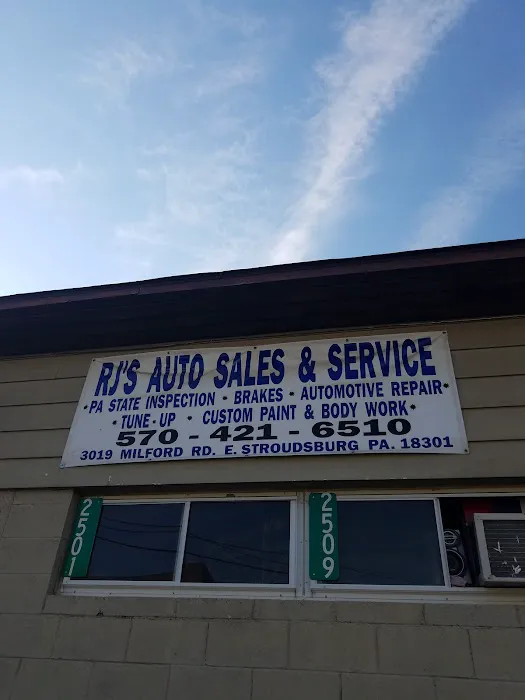 RJ'S AUTO SALES & SERVICE
• PA STATE INSPECTION • BRAKES • AUTOMOTIVE REPAIR •
• TUNE-UP • CUSTOM PAINT & BODY WORK •
570 - 421 - 6510
3019 MILFORD RD. E. STROUDSBURG PA. 18301
2501
2509